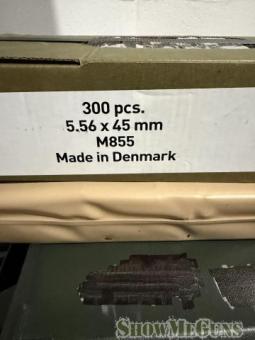 300 pcs.
5.56 x 45 mm
M855
Made in Denmark
ShowMeGuns